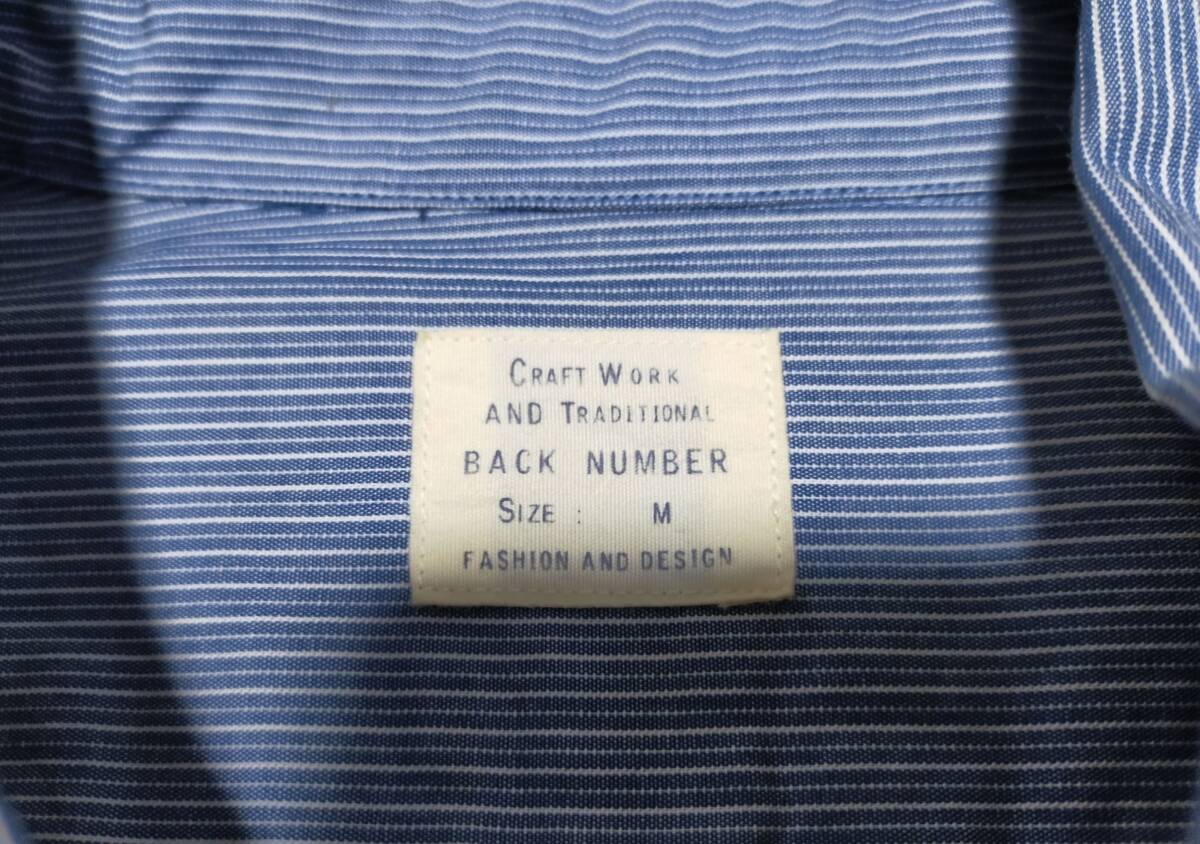 CRAFT WORK
AND TRADITIONAL
BACK NUMBER
SIZE : M
FASHION AND DESIGN